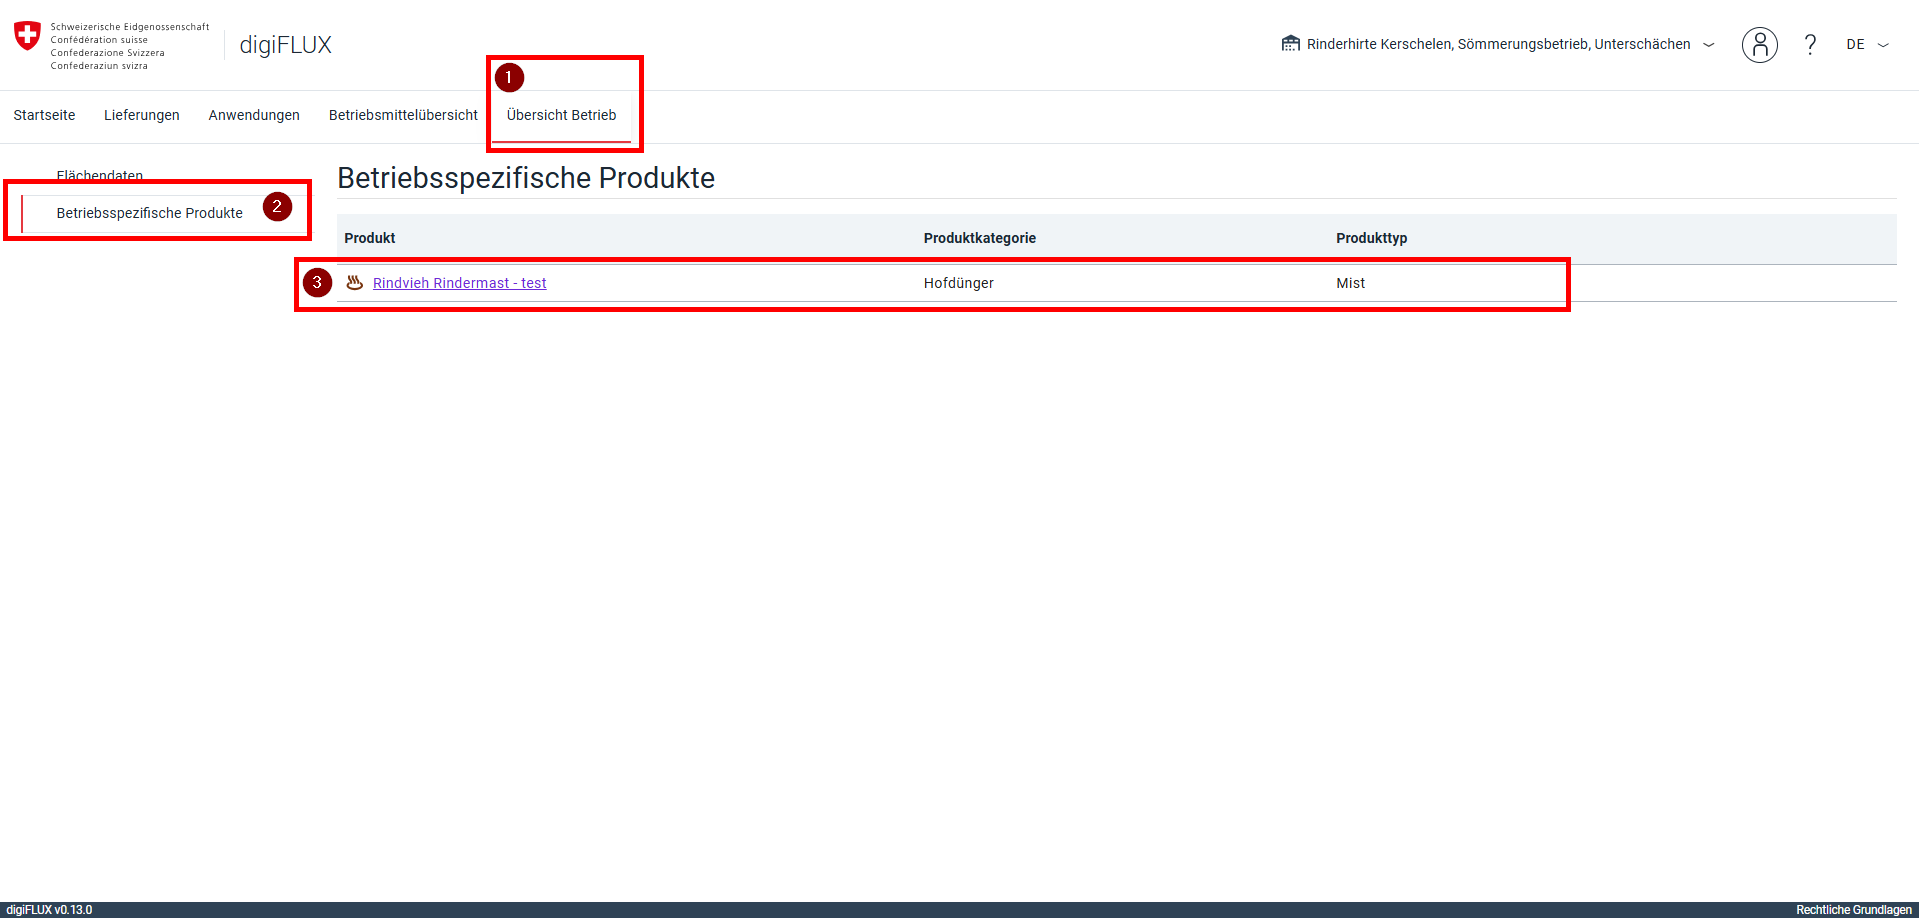 Schweizerische Eidgenossenschaft
Confédération suisse
Confederazione Svizzera
Confederaziun svizra
digiFLUX
Rinderhirte Kerschelen, Sömmerungsbetrieb, Unterschächen
?
DE
1
Startseite Lieferungen Anwendungen Betriebsmittelübersicht Übersicht Betrieb
Flächendaten
Betriebsspezifische Produkte 2
Betriebsspezifische Produkte
Produkt Produktkategorie Produkttyp
3 Rindvieh Rindermast - test Hofdünger Mist
digiFLUX v0.13.0 Rechtliche Grundlagen